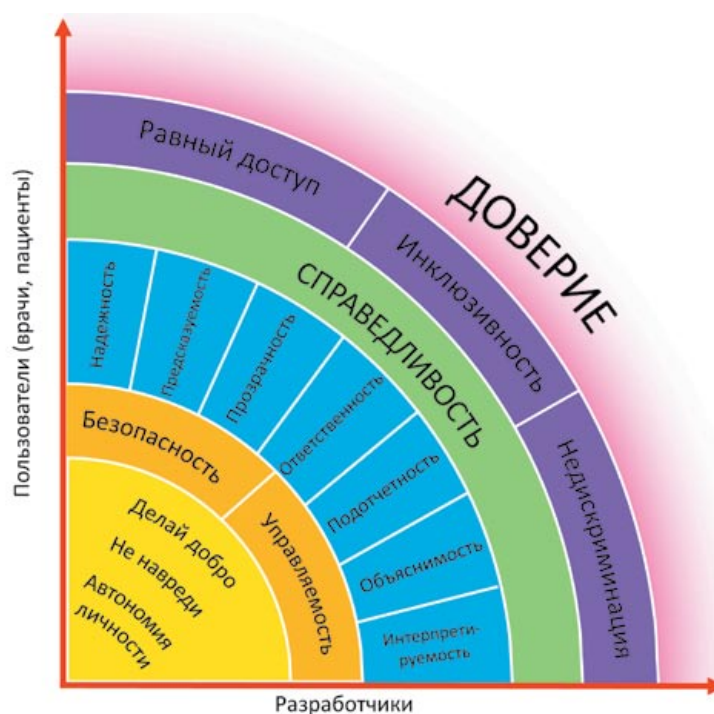 ДОВЕРИЕ
Равный доступ
Инклюзивность
Недискриминация
СПРАВЕДЛИВОСТЬ
Надежность
Предсказуемость
Прозрачность
Ответственность
Подотчетность
Объяснимость
Интерпрети-
руемость
Безопасность
Управляемость
Делай добро
Не навреди
Автономия
личности
Пользователи (врачи, пациенты)
Разработчики